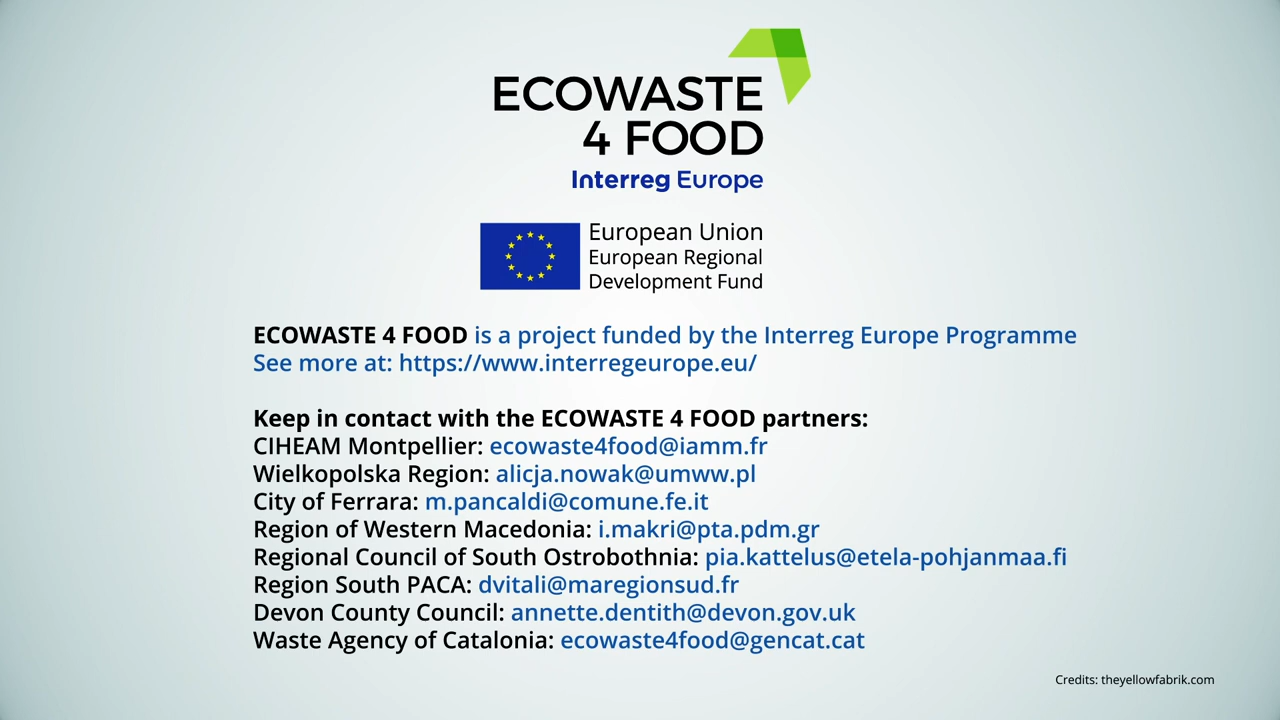 ECOWASTE
4 FOOD
Interreg Europe
European Union
European Regional
Development Fund
ECOWASTE 4 FOOD is a project funded by the Interreg Europe Programme
See more at: https://www.interregeurope.eu/
Keep in contact with the ECOWASTE 4 FOOD partners:
CIHEAM Montpellier: ecowaste4food@iamm.fr
Wielkopolska Region: alicja.nowak@umww.pl
City of Ferrara: m.pancaldi@comune.fe.it
Region of Western Macedonia: i.makri@pta.pdm.gr
Regional Council of South Ostrobothnia: pia.kattelus@etela-pohjanmaa.fi
Region South PACA: dvitali@maregionsud.fr
Devon County Council: annette.dentith@devon.gov.uk
Waste Agency of Catalonia: ecowaste4food@gencat.cat
Credits: theyellowfabrik.com